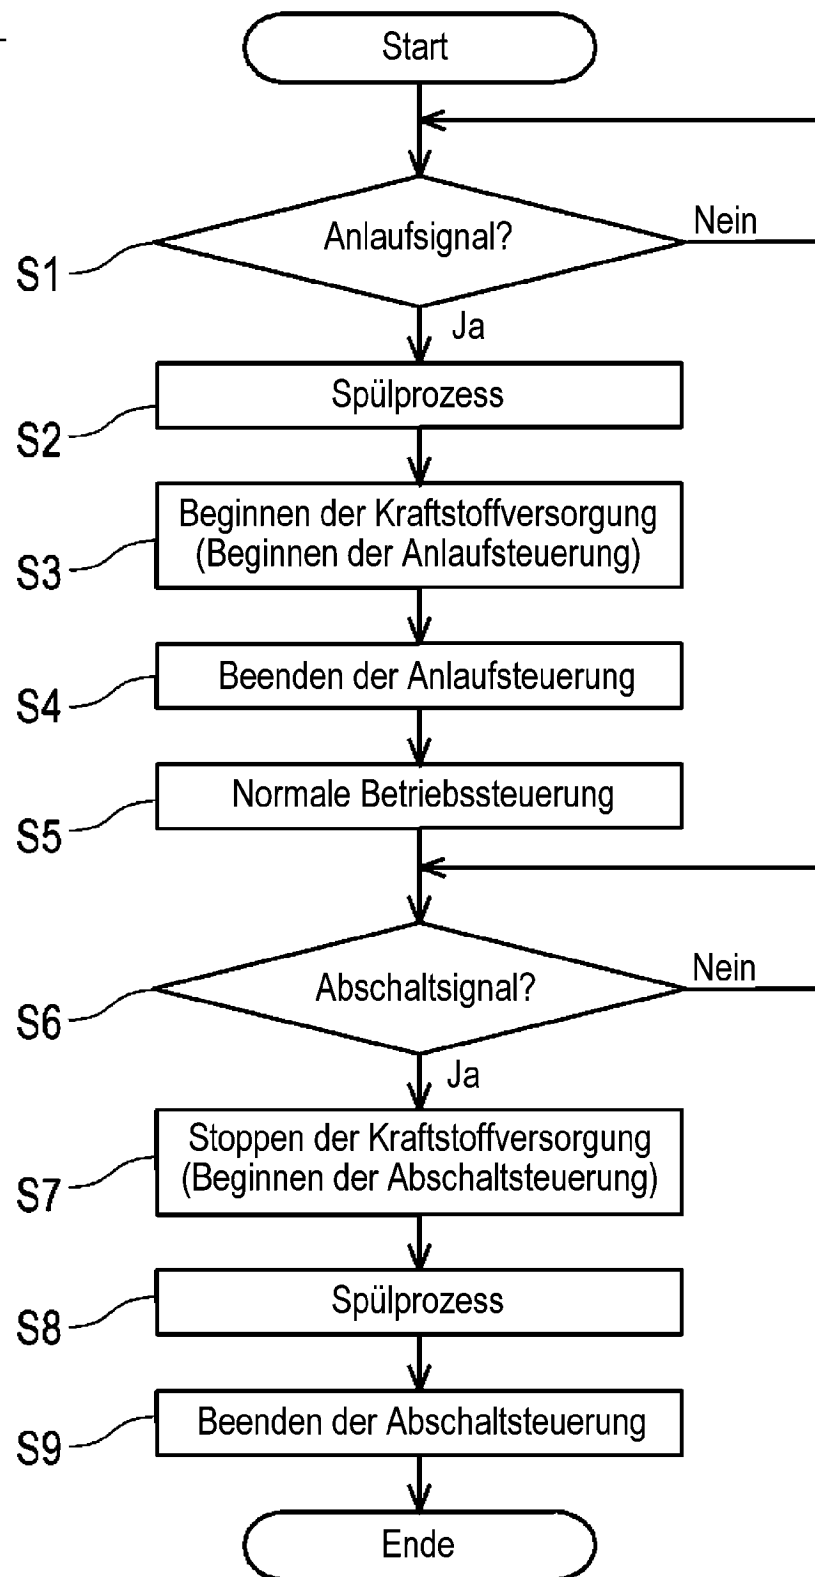 Start
Anlaufsignal?
Nein
S1
Ja
Spülprozess
S2
Beginnen der Kraftstoffversorgung
(Beginnen der Anlaufsteuerung)
S3
Beenden der Anlaufsteuerung
S4
Normale Betriebssteuerung
S5
Abschaltsignal?
Nein
S6
Ja
Stoppen der Kraftstoffversorgung
(Beginnen der Abschaltsteuerung)
S7
Spülprozess
S8
Beenden der Abschaltsteuerung
S9
Ende